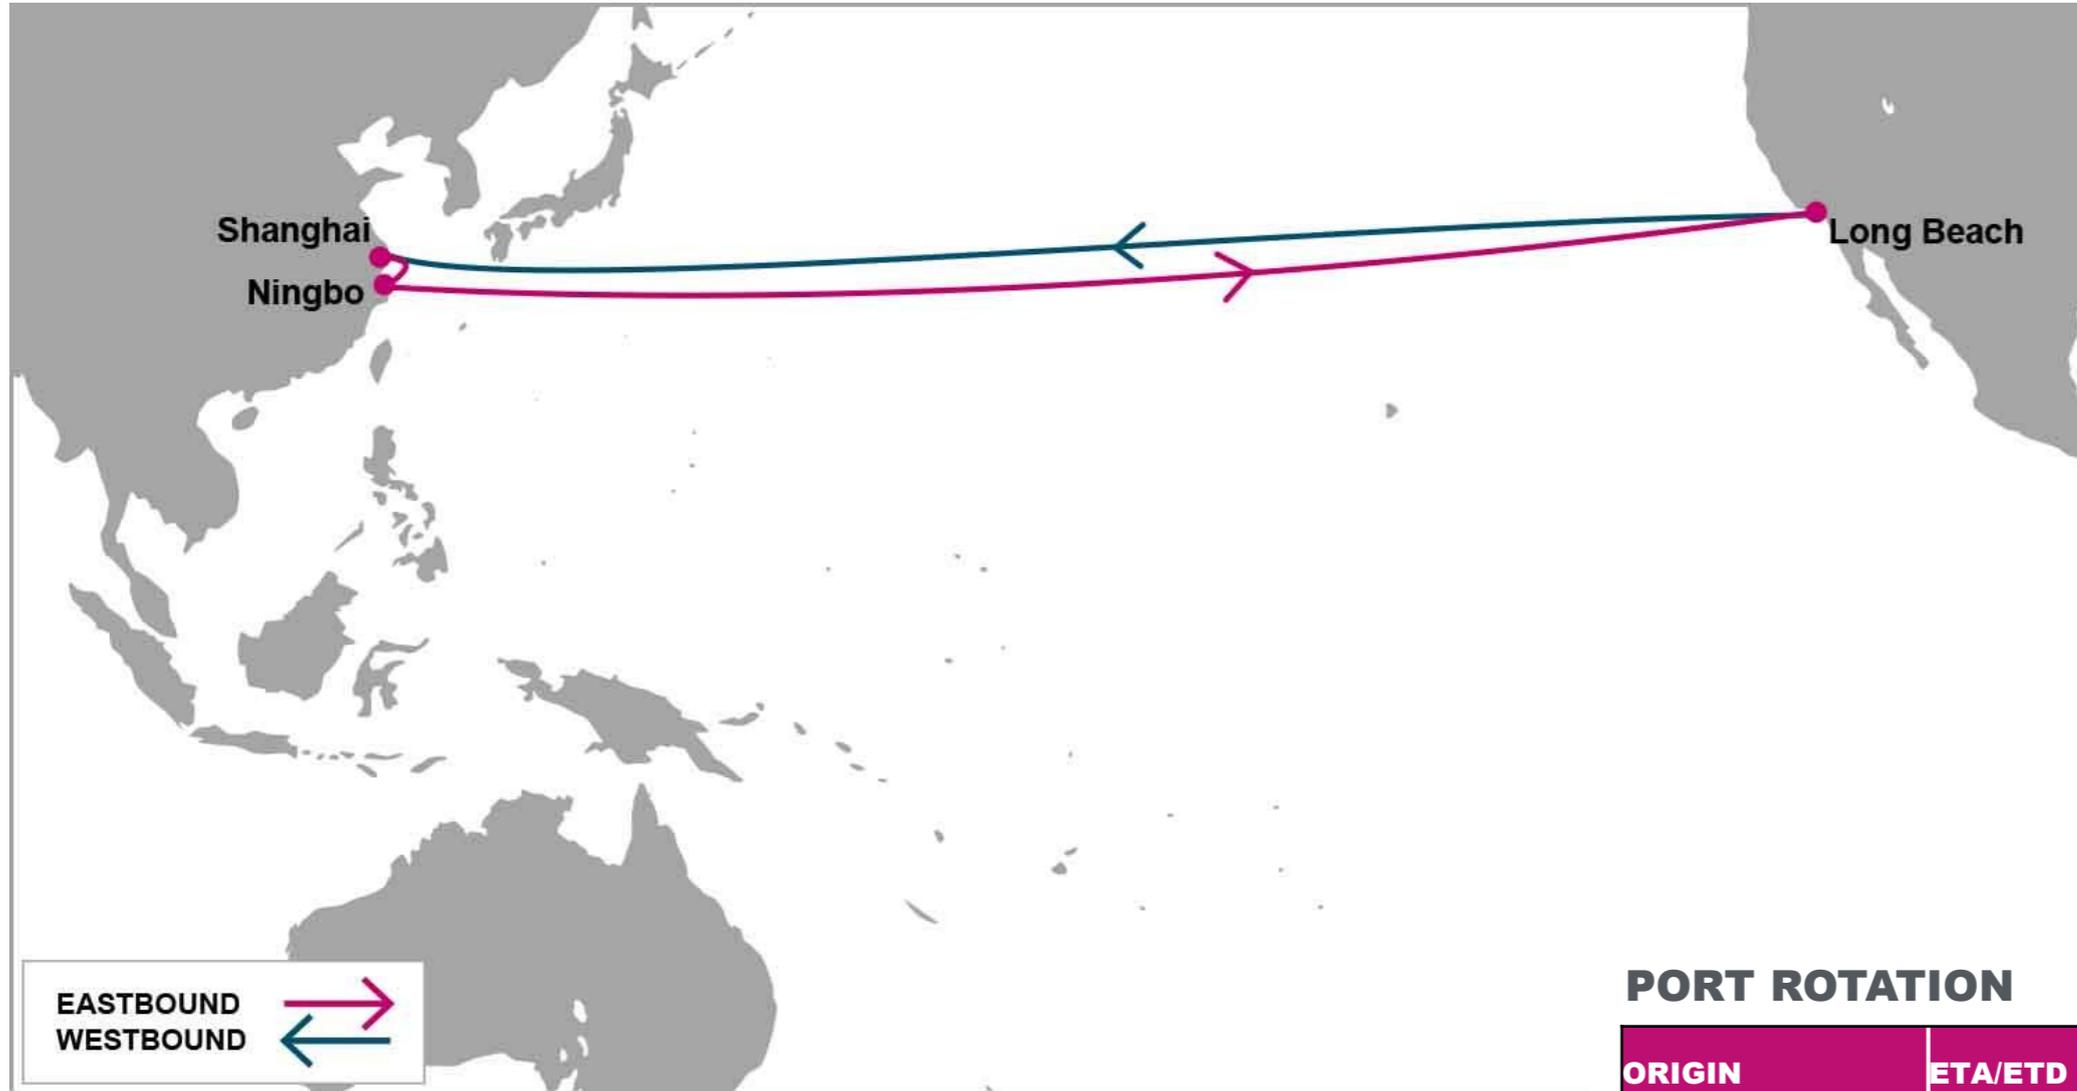 Shanghai
Long Beach
Ningbo
EASTBOUND
WESTBOUND
PORT ROTATION
ORIGIN ETA/ETD